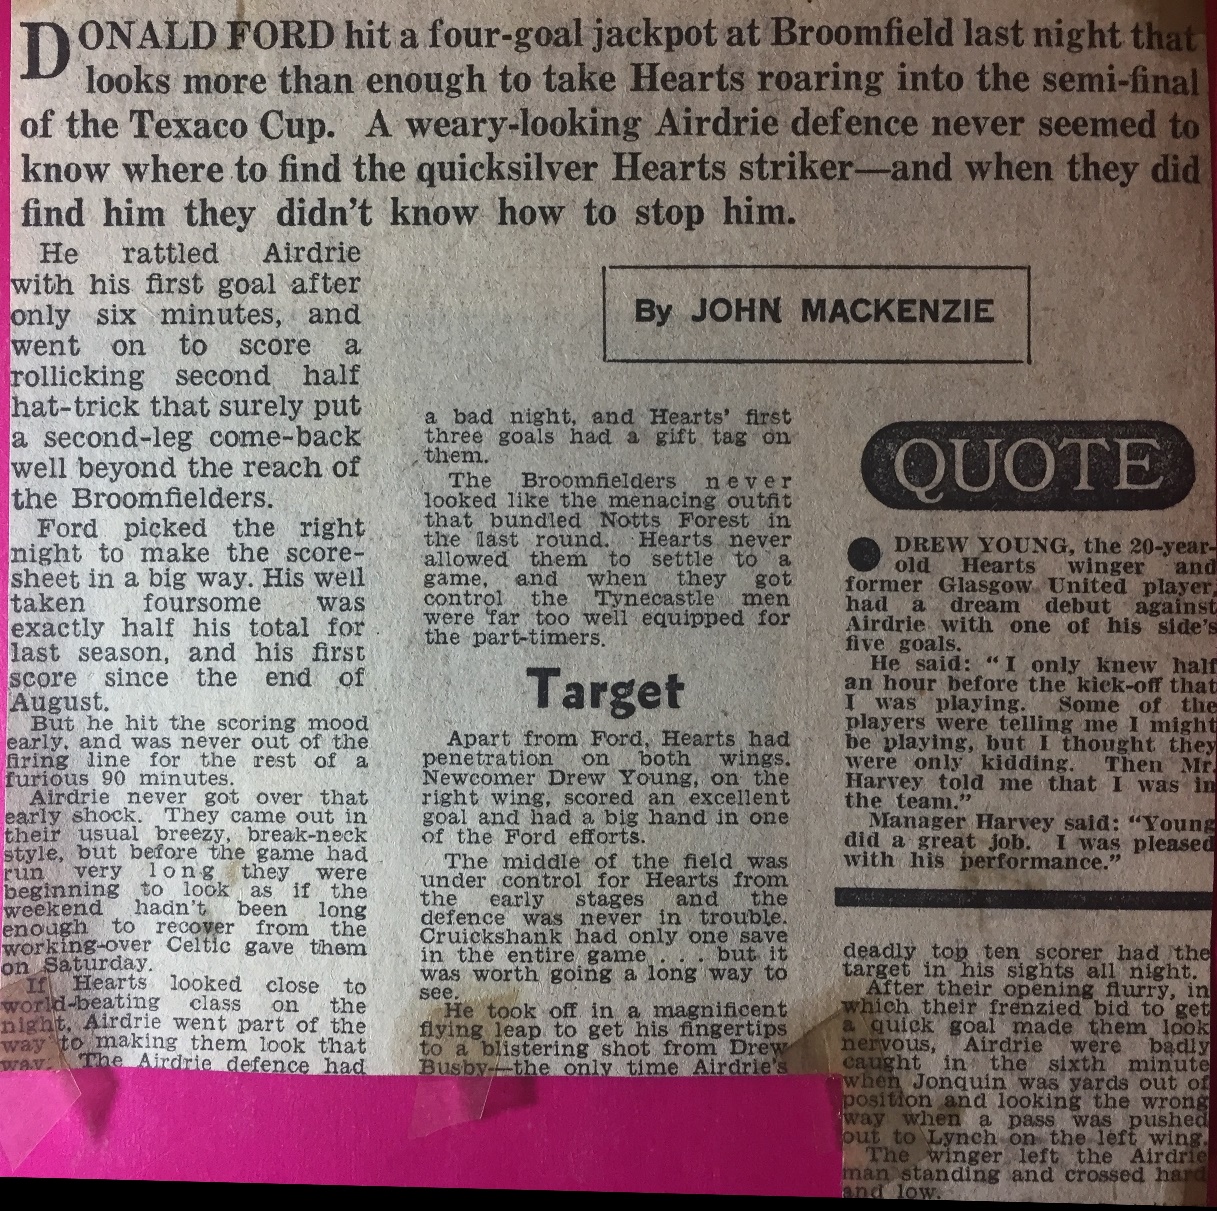 DONALD FORD hit a four-goal jackpot at Broomfield last night that
looks more than enough to take Hearts roaring into the semi-final
of the Texaco Cup. A weary-looking Airdrie defence never seemed to
know where to find the quicksilver Hearts striker—and when they did
find him they didn't know how to stop him.
He rattled Airdrie
with his first goal after
only six minutes, and
went on to score a
rollicking second half
hat-trick that surely put
a second-leg come-back
well beyond the reach of
the Broomfielders.
Ford picked the right
night to make the score-
sheet in a big way. His well
taken foursome was
exactly half his total for
last season, and his first
score since the end of
August.
But he hit the scoring mood
early, and was never out of the
firing line for the rest of a
furious 90 minutes.
Airdrie never got over that
early shock. They came out in
their usual breezy, break-neck
style, but before the game had
run very long they were
beginning to look as if the
weekend hadn't been long
enough to recover from the
working-over Celtic gave them
on Saturday.
If Hearts looked close to
world-beating class on the
night, Airdrie went part of the
way to making them look that
way. The Airdrie defence had
By JOHN MACKENZIE
a bad night, and Hearts' first
three goals had a gift tag on
them.
The Broomfielders never
looked like the menacing outfit
that bundled Notts Forest in
the last round. Hearts never
allowed them to settle to a
game, and when they got
control the Tynecastle men
were far too well equipped for
the part-timers.
Target
Apart from Ford, Hearts had
penetration on both wings.
Newcomer Drew Young, on the
right wing, scored an excellent
goal and had a big hand in one
of the Ford efforts.
The middle of the field was
under control for Hearts from
the early stages and the
defence was never in trouble.
Cruickshank had only one save
in the entire game . . . but it
was worth going a long way to
see.
He took off in a magnificent
flying leap to get his fingertips
to a blistering shot from Drew
Busby—the only time Airdrie's
QUOTE
● DREW YOUNG, the 20-year-
old Hearts winger and
former Glasgow United player,
had a dream debut against
Airdrie with one of his side's
five goals.
He said: "I only knew half
an hour before the kick-off that
I was playing. Some of the
players were telling me I might
be playing, but I thought they
were only kidding. Then Mr.
Harvey told me that I was in
the team."
Manager Harvey said: "Young
did a great job. I was pleased
with his performance."
deadly top ten scorer had the
target in his sights all night.
After their opening flurry, in
which their frenzied bid to get
a quick goal made them look
nervous, Airdrie were badly
caught in the sixth minute
when Jonquin was yards out of
position and looking the wrong
way when a pass was pushed
out to Lynch on the left wing.
The winger left the Airdrie
man standing and crossed hard
and low.